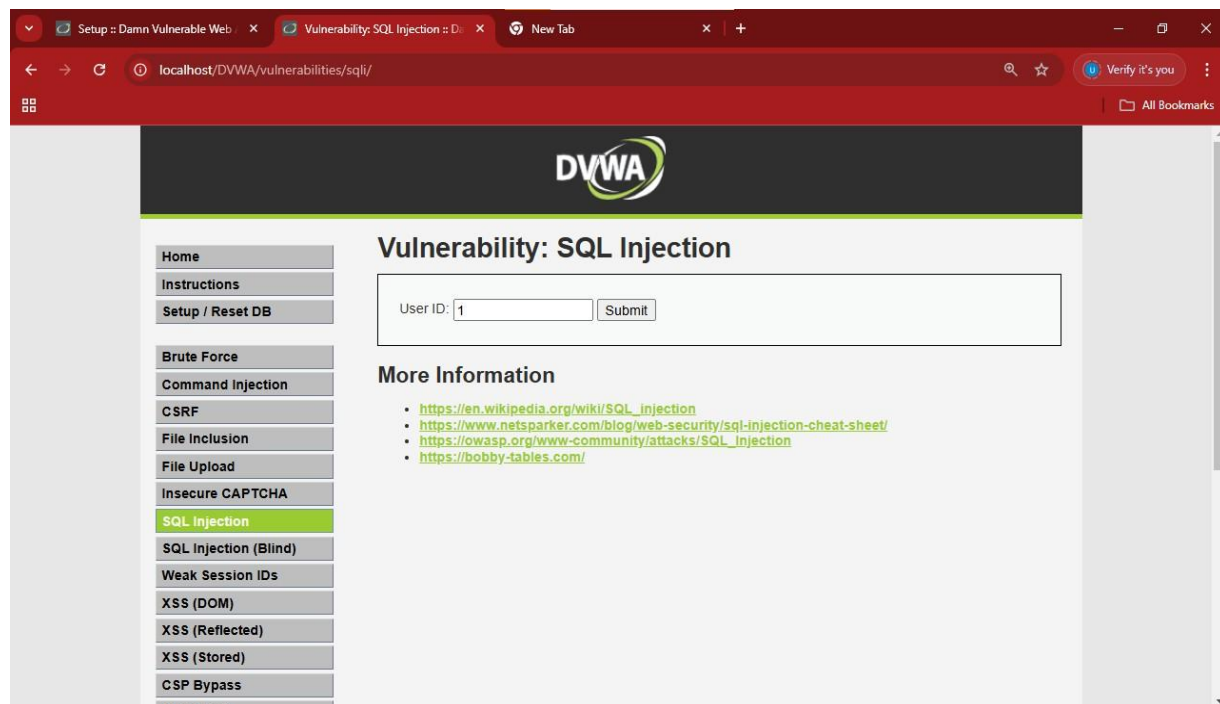 Setup :: Damn Vulnerable Web
Vulnerability: SQL Injection :: Da
New Tab
localhost/DVWA/vulnerabilities/sqli/
Verify it's you
All Bookmarks
DVWA
Home
Instructions
Setup / Reset DB
Brute Force
Command Injection
CSRF
File Inclusion
File Upload
Insecure CAPTCHA
SQL Injection
SQL Injection (Blind)
Weak Session IDs
XSS (DOM)
XSS (Reflected)
XSS (Stored)
CSP Bypass
Vulnerability: SQL Injection
User ID: 1 Submit
More Information
https://en.wikipedia.org/wiki/SQL_injection
https://www.netsparker.com/blog/web-security/sql-injection-cheat-sheet/
https://owasp.org/www-community/attacks/SQL_Injection
https://bobby-tables.com/